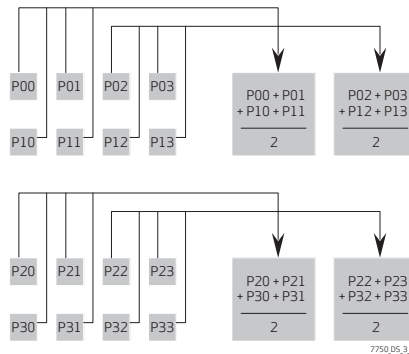 P00 P01 P02 P03
P10 P11 P12 P13
P00 + P01
+ P10 + P11
2
P02 + P03
+ P12 + P13
2
P20 P21 P22 P23
P30 P31 P32 P33
P20 + P21
+ P30 + P31
2
P22 + P23
+ P32 + P33
2
7750_DS_3_